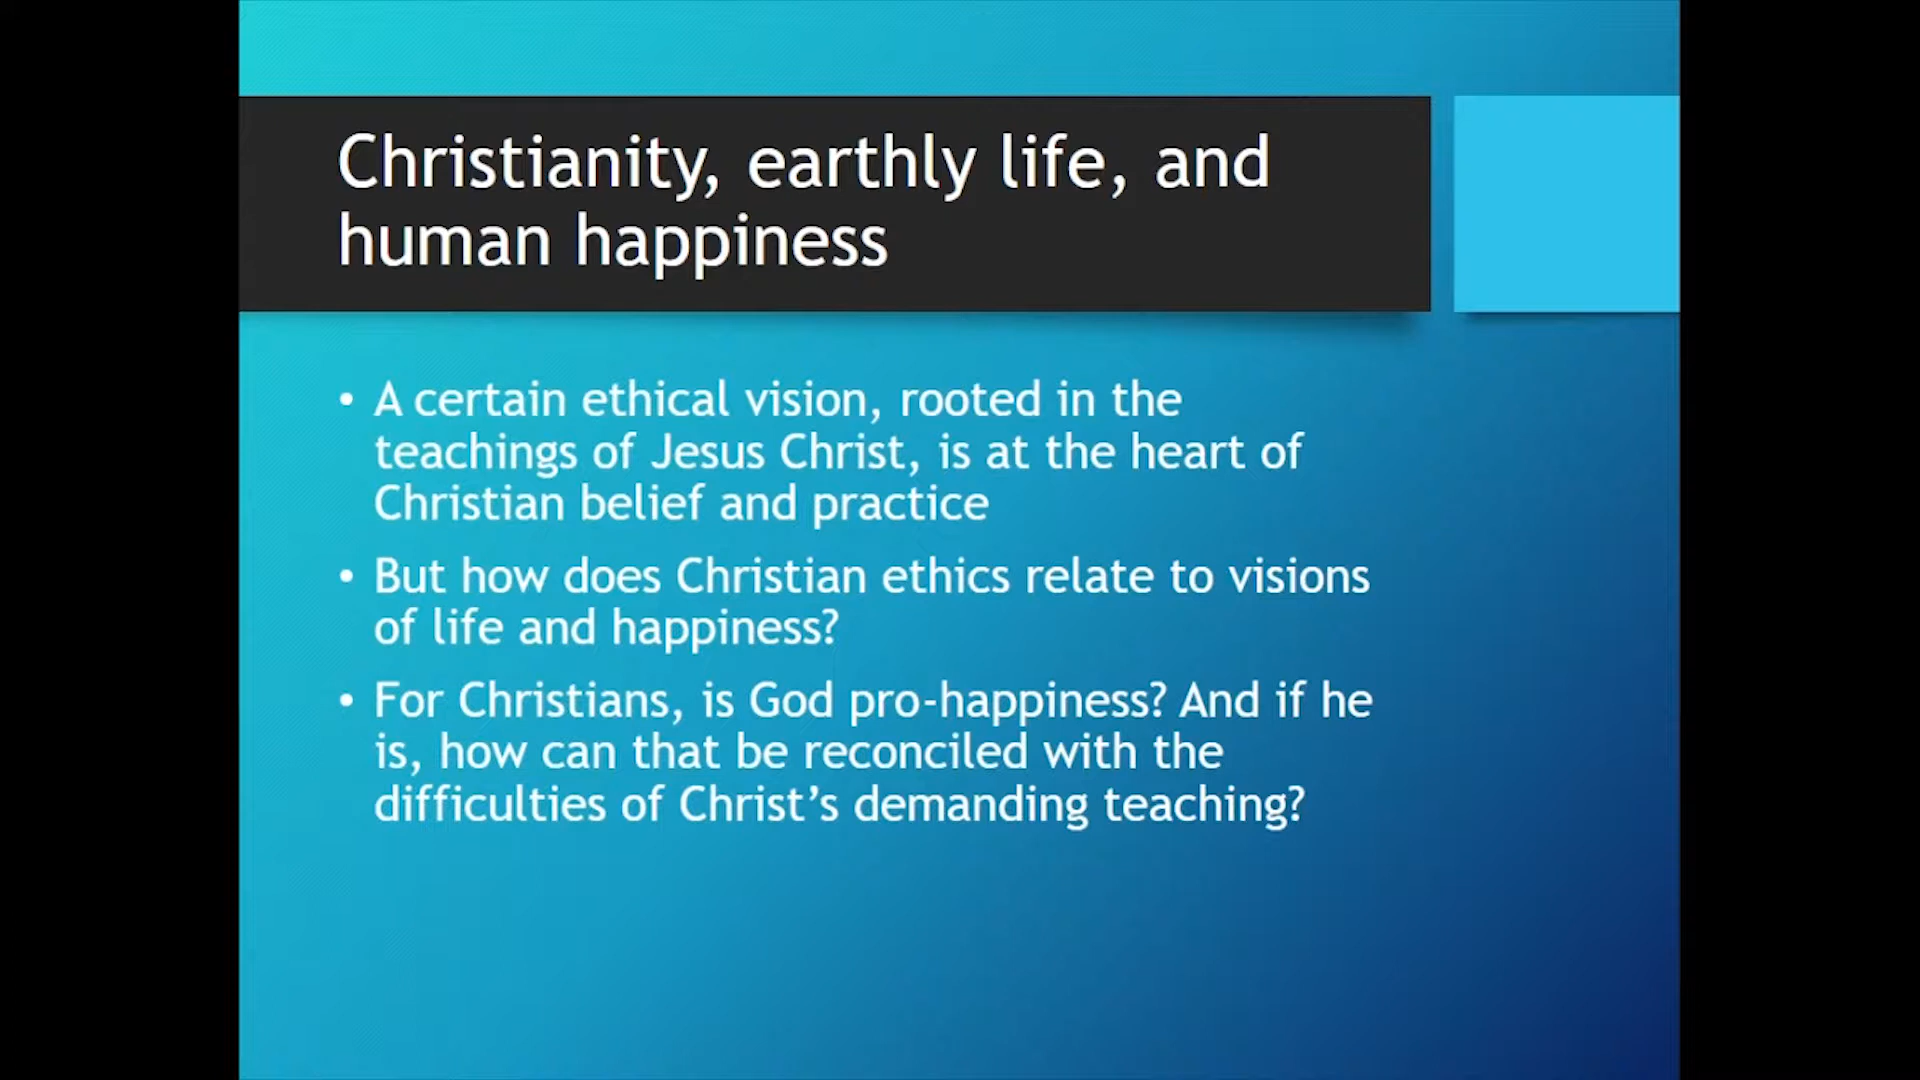 Christianity, earthly life, and
human happiness
• A certain ethical vision, rooted in the
teachings of Jesus Christ, is at the heart of
Christian belief and practice
• But how does Christian ethics relate to visions
of life and happiness?
• For Christians, is God pro-happiness? And if he
is, how can that be reconciled with the
difficulties of Christ’s demanding teaching?